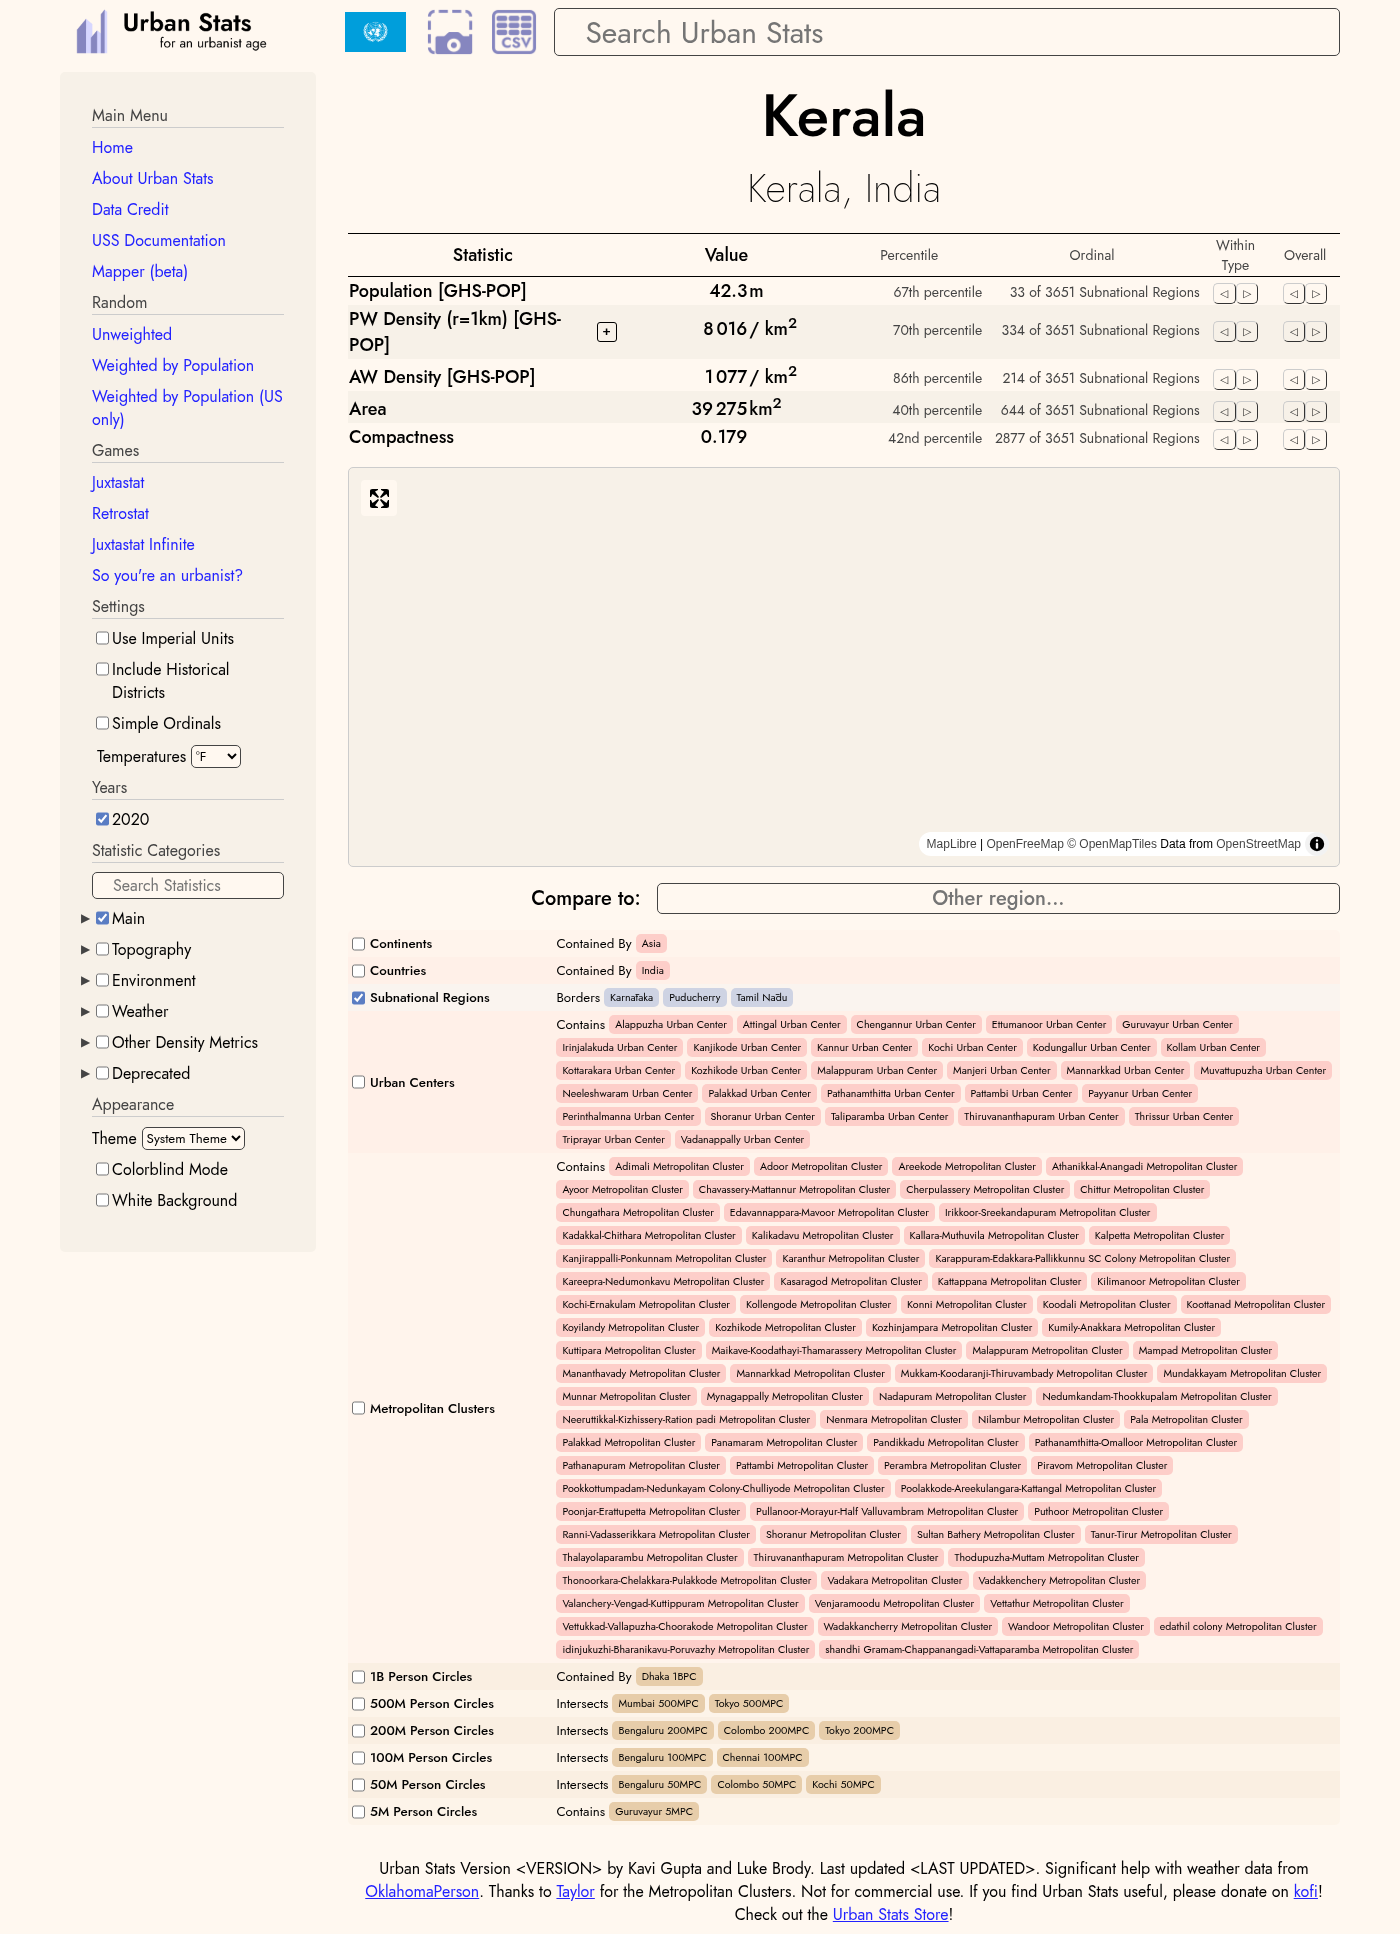 Urban Stats
for an urbanist age
CSV
Search Urban Stats
Main Menu
Home
About Urban Stats
Data Credit
USS Documentation
Mapper (beta)
Random
Unweighted
Weighted by Population
Weighted by Population (US
only)
Games
Juxtastat
Retrostat
Juxtastat Infinite
So you're an urbanist?
Settings
Use Imperial Units
Include Historical
Districts
Simple Ordinals
Temperatures °F
Years
2020
Statistic Categories
Search Statistics
Main
Topography
Environment
Weather
Other Density Metrics
Deprecated
Appearance
Theme System Theme
Colorblind Mode
White Background
Kerala
Kerala, India
Statistic Value Percentile Ordinal Within Type Overall
Population [GHS-POP] 42.3 m 67th percentile 33 of 3651 Subnational Regions
PW Density (r=1km) [GHS-
POP] + 8 016 / km2 70th percentile 334 of 3651 Subnational Regions
AW Density [GHS-POP] 1 077 / km2 86th percentile 214 of 3651 Subnational Regions
Area 39 275 km2 40th percentile 644 of 3651 Subnational Regions
Compactness 0.179 42nd percentile 2877 of 3651 Subnational Regions
MapLibre | OpenFreeMap © OpenMapTiles Data from OpenStreetMap
Compare to: Other region...
Continents Contained By Asia
Countries Contained By India
Subnational Regions Borders Puducherry
Urban Centers
Contains Alappuzha Urban Center Attingal Urban Center Chengannur Urban Center Ettumanoor Urban Center Guruvayur Urban Center
Irinjalakuda Urban Center Kanjikode Urban Center Kannur Urban Center Kochi Urban Center Kodungallur Urban Center Kollam Urban Center
Kottarakara Urban Center Kozhikode Urban Center Malappuram Urban Center Manjeri Urban Center Mannarkkad Urban Center Muvattupuzha Urban Center
Neeleshwaram Urban Center Palakkad Urban Center Pathanamthitta Urban Center Pattambi Urban Center Payyanur Urban Center
Perinthalmanna Urban Center Shoranur Urban Center Taliparamba Urban Center Thiruvananthapuram Urban Center Thrissur Urban Center
Triprayar Urban Center Vadanappally Urban Center
Metropolitan Clusters
Contains Adimali Metropolitan Cluster Adoor Metropolitan Cluster Areekode Metropolitan Cluster Athanikkal-Anangadi Metropolitan Cluster
Ayoor Metropolitan Cluster Chavassery-Mattannur Metropolitan Cluster Cherpulassery Metropolitan Cluster Chittur Metropolitan Cluster
Chungathara Metropolitan Cluster Edavannappara-Mavoor Metropolitan Cluster Irikkoor-Sreekandapuram Metropolitan Cluster
Kadakkal-Chithara Metropolitan Cluster Kalikadavu Metropolitan Cluster Kallara-Muthuvila Metropolitan Cluster Kalpetta Metropolitan Cluster
Kanjirappalli-Ponkunnam Metropolitan Cluster Karanthur Metropolitan Cluster Karappuram-Edakkara-Pallikkunnu SC Colony Metropolitan Cluster
Kareepra-Nedumonkavu Metropolitan Cluster Kasaragod Metropolitan Cluster Kattappana Metropolitan Cluster Kilimanoor Metropolitan Cluster
Kochi-Ernakulam Metropolitan Cluster Kollengode Metropolitan Cluster Konni Metropolitan Cluster Koodali Metropolitan Cluster Koottanad Metropolitan Cluster
Koyilandy Metropolitan Cluster Kozhikode Metropolitan Cluster Kozhinjampara Metropolitan Cluster Kumily-Anakkara Metropolitan Cluster
Kuttipara Metropolitan Cluster Maikave-Koodathayi-Thamarassery Metropolitan Cluster Malappuram Metropolitan Cluster Mampad Metropolitan Cluster
Mananthavady Metropolitan Cluster Mannarkkad Metropolitan Cluster Mukkam-Koodaranji-Thiruvambady Metropolitan Cluster Mundakkayam Metropolitan Cluster
Munnar Metropolitan Cluster Mynagappally Metropolitan Cluster Nadapuram Metropolitan Cluster Nedumkandam-Thookkupalam Metropolitan Cluster
Neeruttikkal-Kizhissery-Ration padi Metropolitan Cluster Nenmara Metropolitan Cluster Nilambur Metropolitan Cluster Pala Metropolitan Cluster
Palakkad Metropolitan Cluster Panamaram Metropolitan Cluster Pandikkadu Metropolitan Cluster Pathanamthitta-Omalloor Metropolitan Cluster
Pathanapuram Metropolitan Cluster Pattambi Metropolitan Cluster Perambra Metropolitan Cluster Piravom Metropolitan Cluster
Pookkottumpadam-Nedunkayam Colony-Chulliyode Metropolitan Cluster Poolakkode-Areekulangara-Kattangal Metropolitan Cluster
Poonjar-Erattupetta Metropolitan Cluster Pullanoor-Morayur-Half Valluvambram Metropolitan Cluster Puthoor Metropolitan Cluster
Ranni-Vadasserikkara Metropolitan Cluster Shoranur Metropolitan Cluster Sultan Bathery Metropolitan Cluster Tanur-Tirur Metropolitan Cluster
Thalayolaparambu Metropolitan Cluster Thiruvananthapuram Metropolitan Cluster Thodupuzha-Muttam Metropolitan Cluster
Thonoorkara-Chelakkara-Pulakkode Metropolitan Cluster Vadakara Metropolitan Cluster Vadakkenchery Metropolitan Cluster
Valanchery-Vengad-Kuttippuram Metropolitan Cluster Venjaramoodu Metropolitan Cluster Vettathur Metropolitan Cluster
Vettukkad-Vallapuzha-Choorakode Metropolitan Cluster Wadakkancherry Metropolitan Cluster Wandoor Metropolitan Cluster edathil colony Metropolitan Cluster
idinjukuzhi-Bharanikavu-Poruvazhy Metropolitan Cluster shandhi Gramam-Chappanangadi-Vattaparamba Metropolitan Cluster
1B Person Circles Contained By Dhaka 1BPC
500M Person Circles Intersects Mumbai 500MPC Tokyo 500MPC
200M Person Circles Intersects Bengaluru 200MPC Colombo 200MPC Tokyo 200MPC
100M Person Circles Intersects Bengaluru 100MPC Chennai 100MPC
50M Person Circles Intersects Bengaluru 50MPC Colombo 50MPC Kochi 50MPC
5M Person Circles Contains Guruvayur 5MPC
Urban Stats Version <VERSION> by Kavi Gupta and Luke Brody. Last updated <LAST UPDATED>. Significant help with weather data from
OklahomaPerson. Thanks to Taylor for the Metropolitan Clusters. Not for commercial use. If you find Urban Stats useful, please donate on kofi!
Check out the Urban Stats Store!